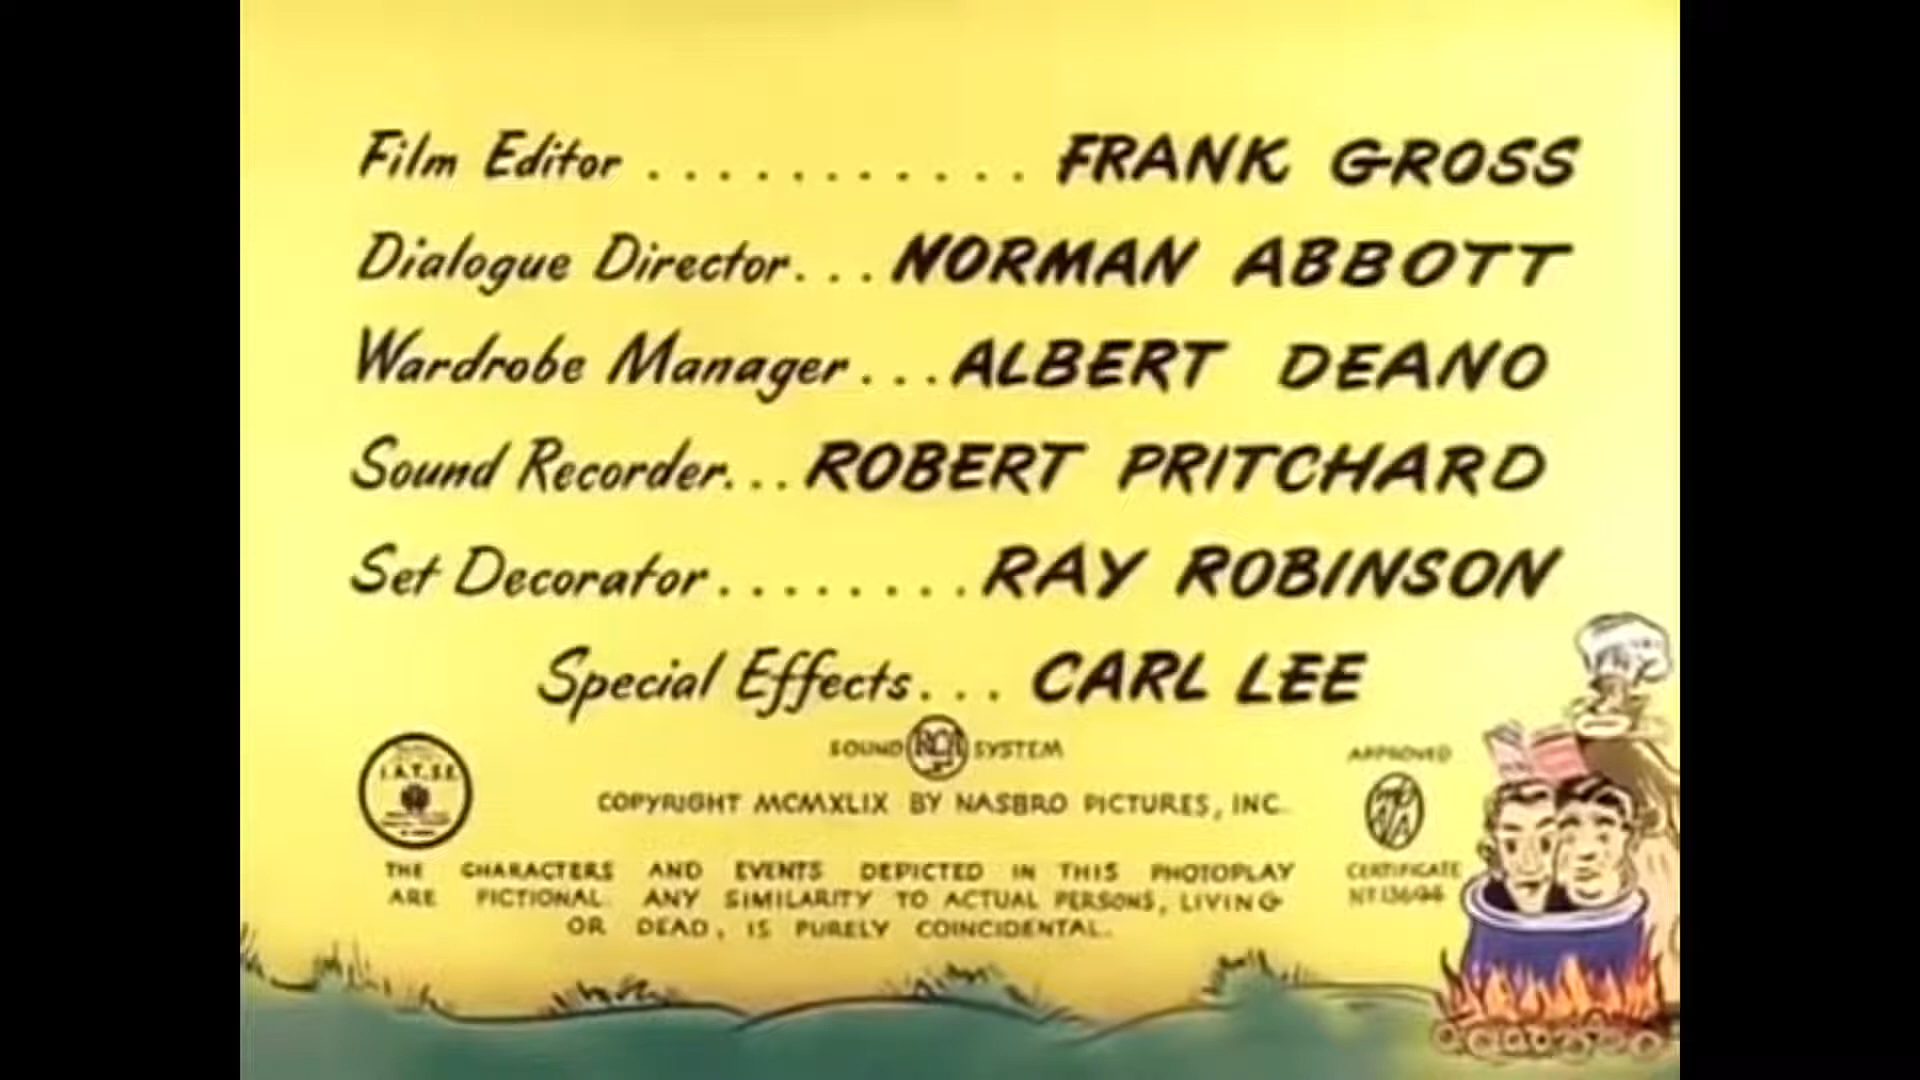 Film Editor ........... FRANK GROSS
Dialogue Director... NORMAN ABBOTT
Wardrobe Manager ... ALBERT DEANO
Sound Recorder... ROBERT PRITCHARD
Set Decorator ......... RAY ROBINSON
Special Effects... CARL LEE
SOUND RCA SYSTEM
I.A.T.S.E.
APPROVED
COPYRIGHT MCMXLIX BY NASBRO PICTURES, INC.
THE CHARACTERS AND EVENTS DEPICTED IN THIS PHOTOPLAY
ARE FICTIONAL. ANY SIMILARITY TO ACTUAL PERSONS, LIVING
OR DEAD, IS PURELY COINCIDENTAL.
CERTIFICATE